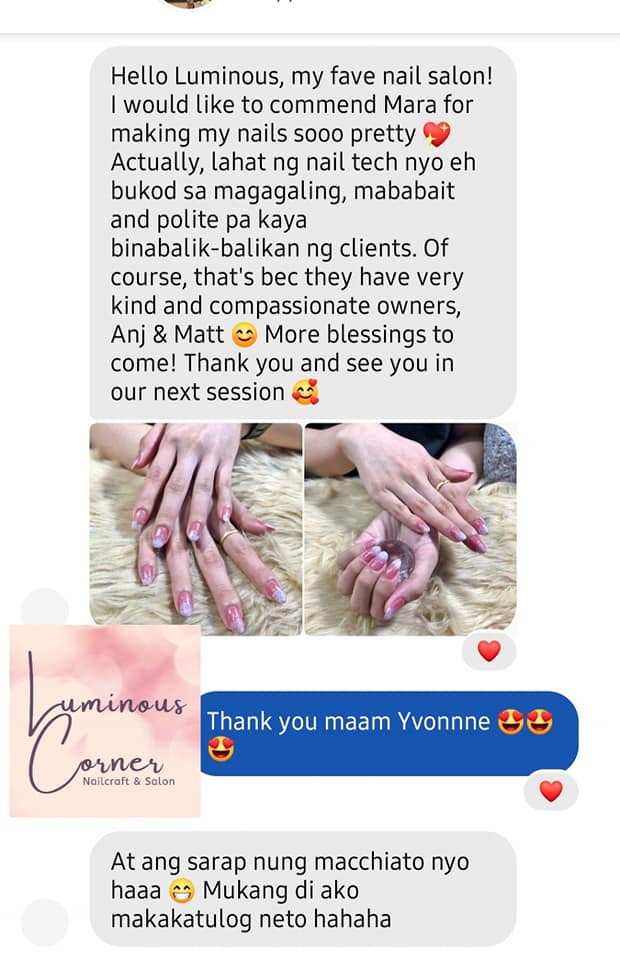 Hello Luminous, my fave nail salon!
I would like to commend Mara for
making my nails sooo pretty 💖
Actually, lahat ng nail tech nyo eh
bukod sa magagaling, mababait
and polite pa kaya
binabalik-balikan ng clients. Of
course, that's bec they have very
kind and compassionate owners,
Anj & Matt 😊 More blessings to
come! Thank you and see you in
our next session 🥰
Luminous
Corner
Nailcraft & Salon
Thank you maam Yvonnne 😍😍
😍
At ang sarap nung macchiato nyo
haaa 😁 Mukang di ako
makakatulog neto hahaha